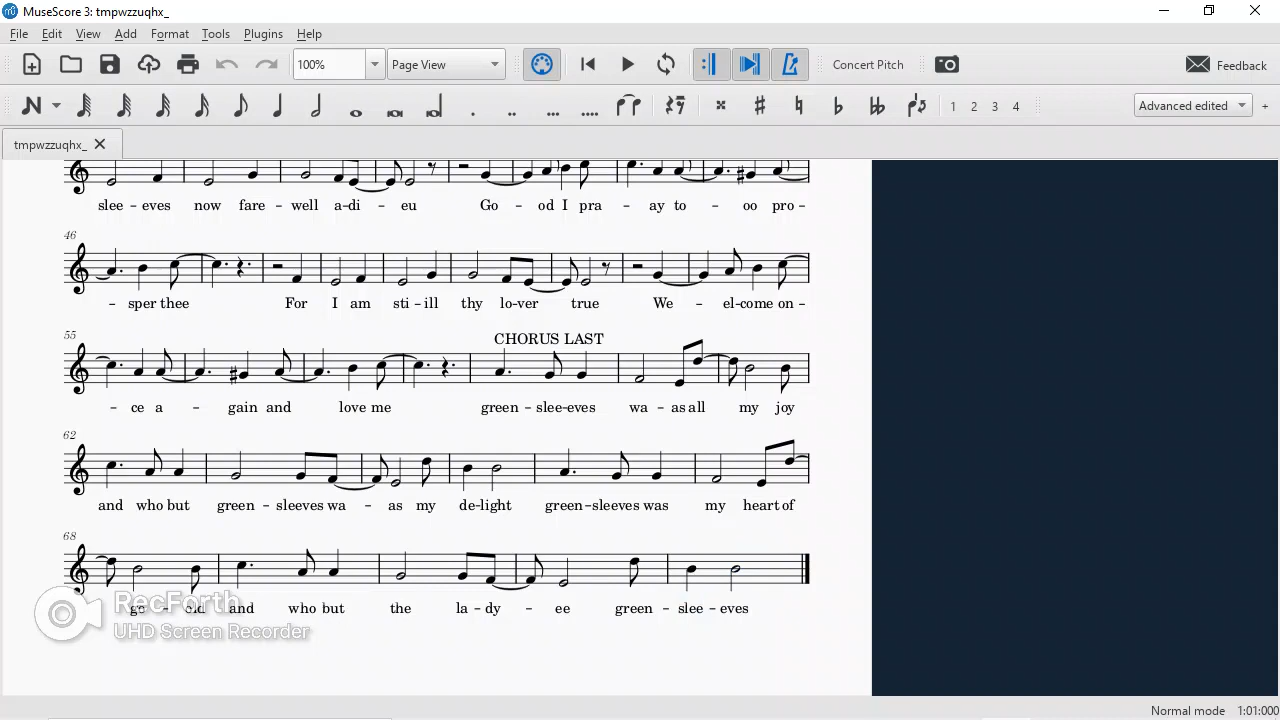 MuseScore 3: tmpwzzuqhx_
File Edit View Add Format Tools Plugins Help
100% Page View Concert Pitch Feedback
1 2 3 4 Advanced edited +
tmpwzzuqhx_
slee - eves now fare - well a-di - eu Go - od I pra - ay to - oo pro -
46
- sper thee For I am sti - ill thy lo-ver true We - el-come on -
55
CHORUS LAST
- ce a - gain and love me green - slee-eves wa - as all my joy
62
and who but green - sleeves wa - as my de-light green-sleeves was my heart of
68
go - old and who but the la - dy - ee green - slee - eves
RecForth
UHD Screen Recorder
Normal mode 1:01:000